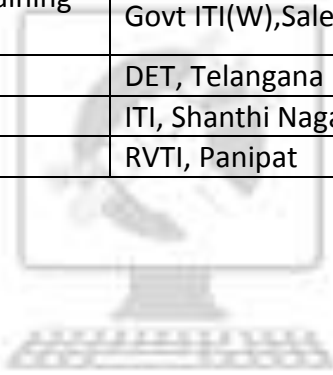 Govt ITI(W),Sale
DET, Telangana
ITI, Shanthi Naga
RVTI, Panipat